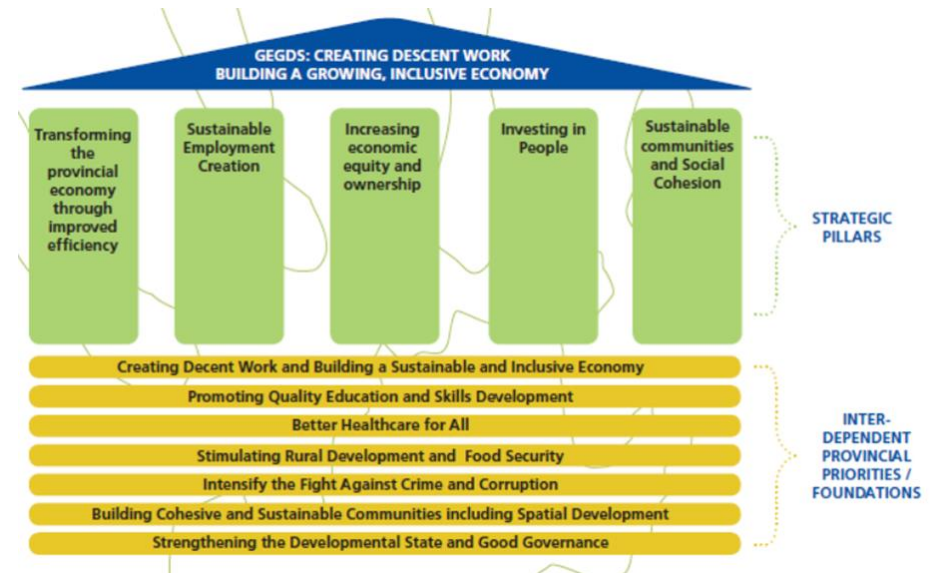 GEGDS: CREATING DESCENT WORK
BUILDING A GROWING, INCLUSIVE ECONOMY
Transforming
the
provincial
economy
through
improved
efficiency
Sustainable
Employment
Creation
Increasing
economic
equity and
ownership
Investing in
People
Sustainable
communities
and Social
Cohesion
STRATEGIC
PILLARS
Creating Decent Work and Building a Sustainable and Inclusive Economy
Promoting Quality Education and Skills Development
Better Healthcare for All
Stimulating Rural Development and Food Security
Intensify the Fight Against Crime and Corruption
Building Cohesive and Sustainable Communities including Spatial Development
Strengthening the Developmental State and Good Governance
INTER-
DEPENDENT
PROVINCIAL
PRIORITIES /
FOUNDATIONS